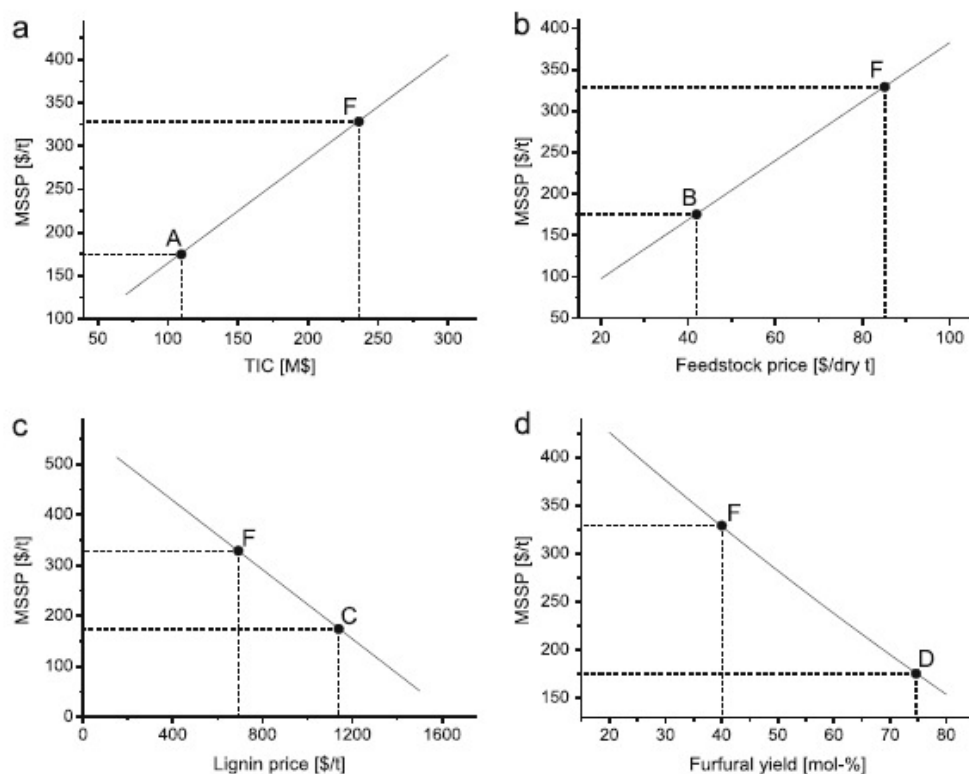 a
MSSP [$/t]
400
350
300
250
200
150
100
50 100 150 200 250 300
TIC [M$]
A
F
b
MSSP [$/t]
400
350
300
250
200
150
100
50
20 40 60 80 100
Feedstock price [$/dry t]
B
F
c
MSSP [$/t]
500
400
300
200
100
0
0 400 800 1200 1600
Lignin price [$/t]
F
C
d
MSSP [$/t]
400
350
300
250
200
150
10 20 30 40 50 60 70 80
Furfural yield [mol-%]
F
D